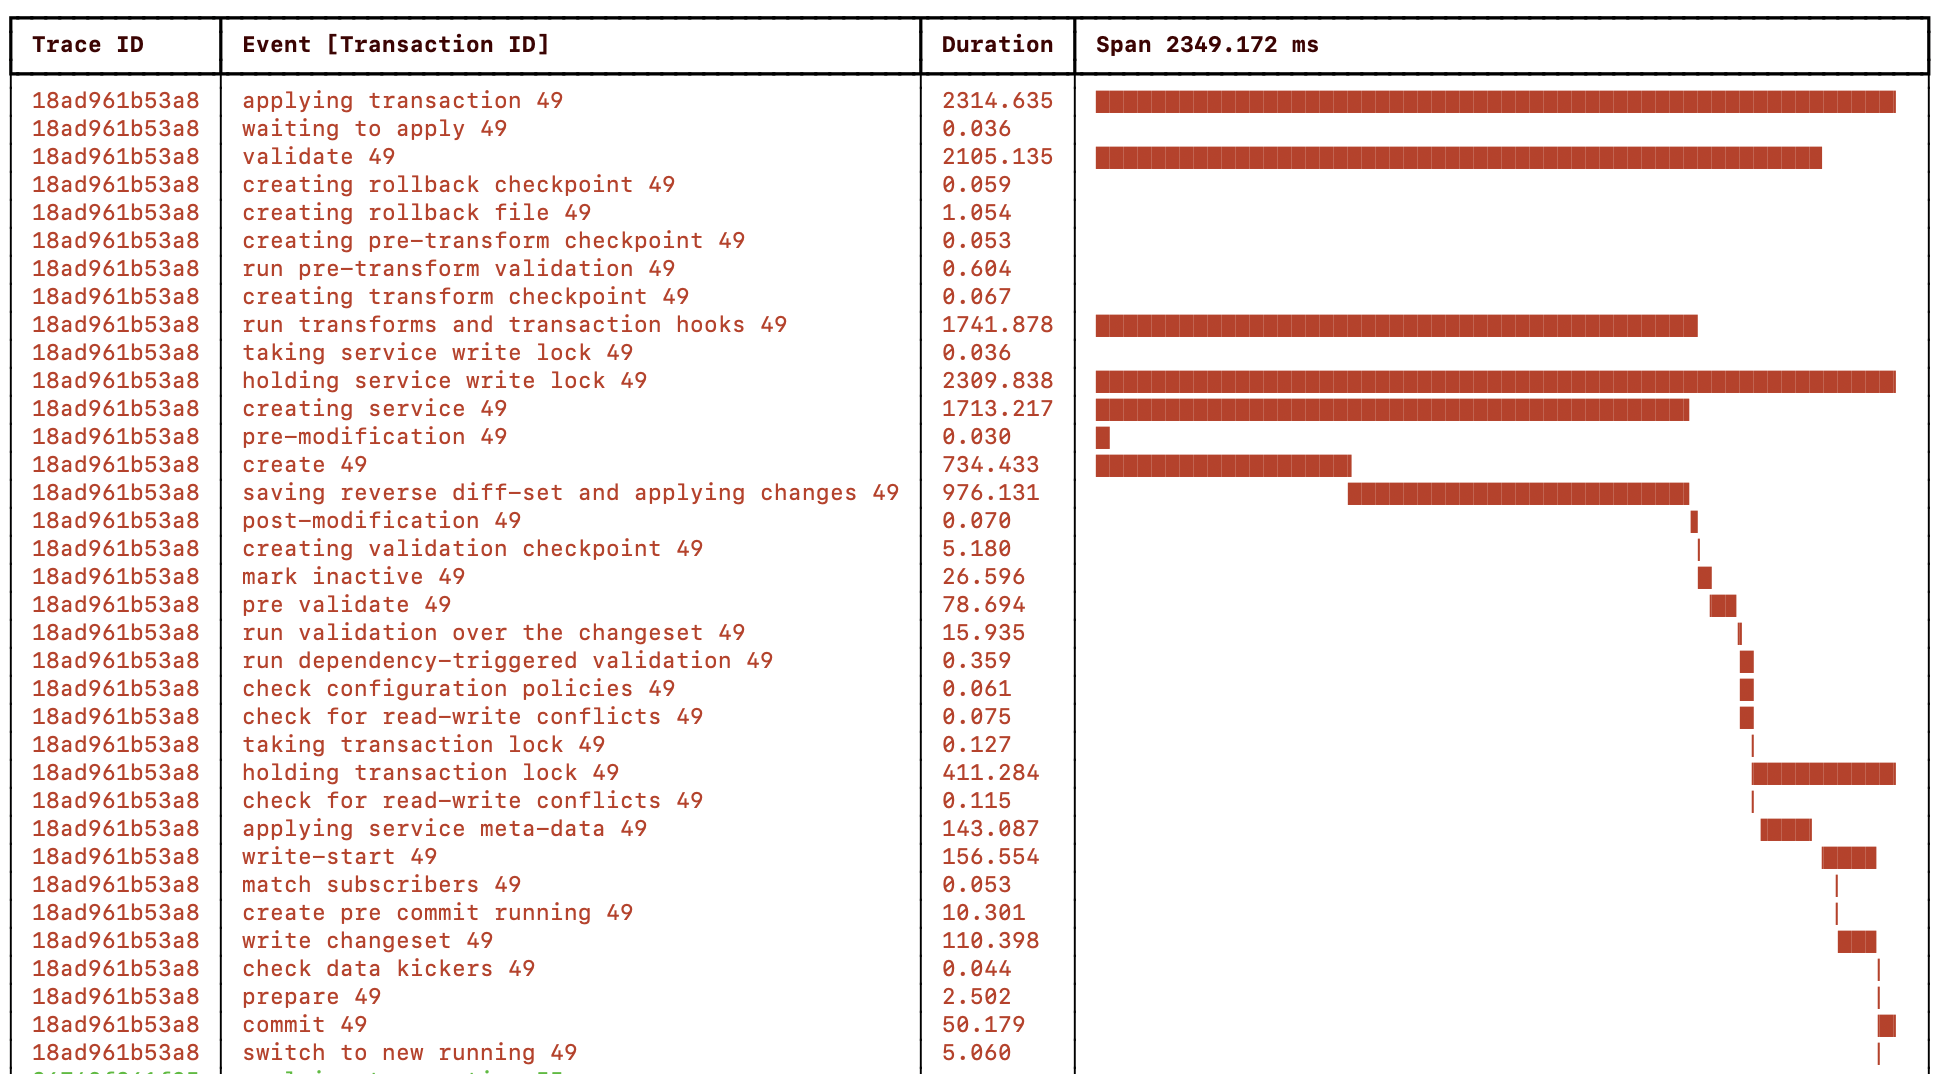 Trace ID Event [Transaction ID] Duration Span 2349.172 ms
18ad961b53a8 applying transaction 49 2314.635
18ad961b53a8 waiting to apply 49 0.036
18ad961b53a8 validate 49 2105.135
18ad961b53a8 creating rollback checkpoint 49 0.059
18ad961b53a8 creating rollback file 49 1.054
18ad961b53a8 creating pre-transform checkpoint 49 0.053
18ad961b53a8 run pre-transform validation 49 0.604
18ad961b53a8 creating transform checkpoint 49 0.067
18ad961b53a8 run transforms and transaction hooks 49 1741.878
18ad961b53a8 taking service write lock 49 0.036
18ad961b53a8 holding service write lock 49 2309.838
18ad961b53a8 creating service 49 1713.217
18ad961b53a8 pre-modification 49 0.030
18ad961b53a8 create 49 734.433
18ad961b53a8 saving reverse diff-set and applying changes 49 976.131
18ad961b53a8 post-modification 49 0.070
18ad961b53a8 creating validation checkpoint 49 5.180
18ad961b53a8 mark inactive 49 26.596
18ad961b53a8 pre validate 49 78.694
18ad961b53a8 run validation over the changeset 49 15.935
18ad961b53a8 run dependency-triggered validation 49 0.359
18ad961b53a8 check configuration policies 49 0.061
18ad961b53a8 check for read-write conflicts 49 0.075
18ad961b53a8 taking transaction lock 49 0.127
18ad961b53a8 holding transaction lock 49 411.284
18ad961b53a8 check for read-write conflicts 49 0.115
18ad961b53a8 applying service meta-data 49 143.087
18ad961b53a8 write-start 49 156.554
18ad961b53a8 match subscribers 49 0.053
18ad961b53a8 create pre commit running 49 10.301
18ad961b53a8 write changeset 49 110.398
18ad961b53a8 check data kickers 49 0.044
18ad961b53a8 prepare 49 2.502
18ad961b53a8 commit 49 50.179
18ad961b53a8 switch to new running 49 5.060